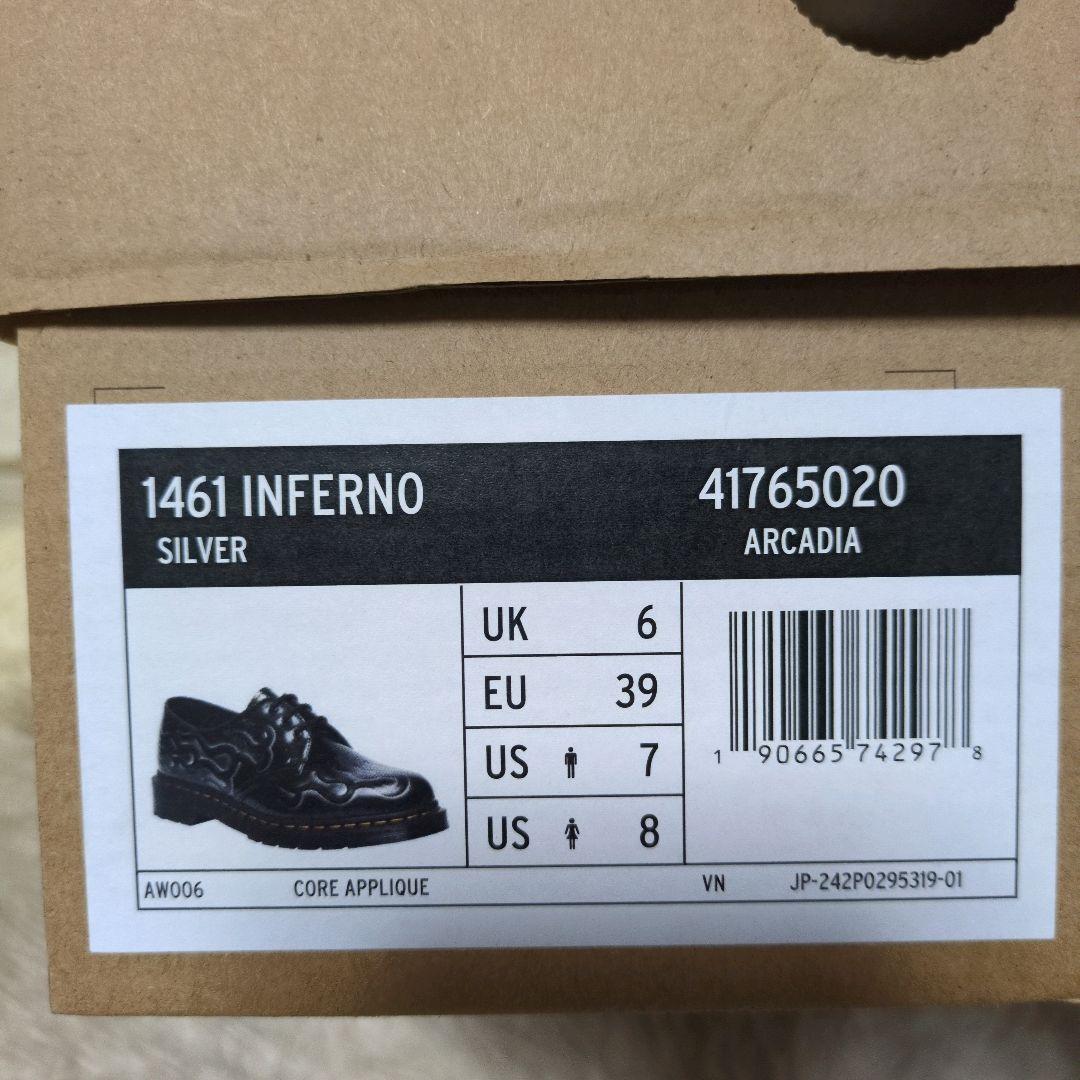 1461 INFERNO 41765020
SILVER ARCADIA
UK 6
EU 39
US 7
US 8
1 90665 74297 8
AW006 CORE APPLIQUE VN JP-242P0295319-01